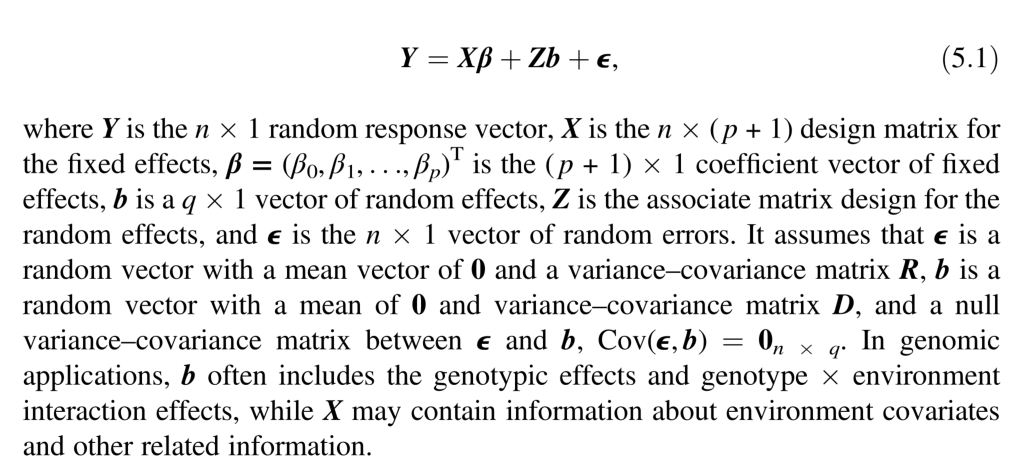 Y = Xβ + Zb + ϵ, (5.1)
where Y is the n × 1 random response vector, X is the n × (p + 1) design matrix for
the fixed effects, β = (β₀, β₁, . . ., βₚ)ᵀ is the (p + 1) × 1 coefficient vector of fixed
effects, b is a q × 1 vector of random effects, Z is the associate matrix design for the
random effects, and ϵ is the n × 1 vector of random errors. It assumes that ϵ is a
random vector with a mean vector of 0 and a variance–covariance matrix R, b is a
random vector with a mean of 0 and variance–covariance matrix D, and a null
variance–covariance matrix between ϵ and b, Cov(ϵ, b) = 0n × q. In genomic
applications, b often includes the genotypic effects and genotype × environment
interaction effects, while X may contain information about environment covariates
and other related information.